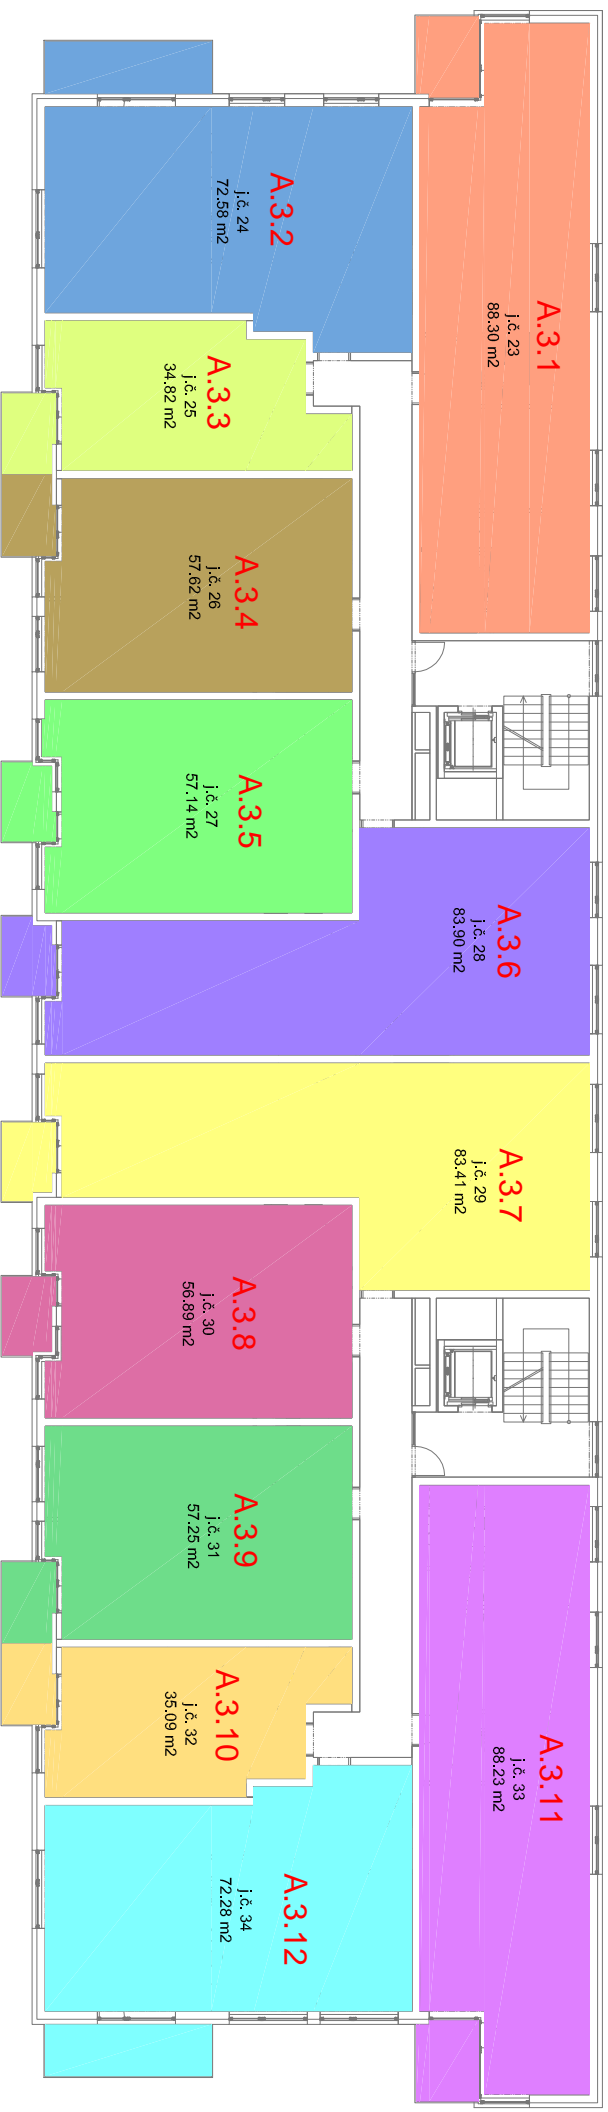 A.3.1
j.č. 23
88.30 m2
A.3.2
j.č. 24
72.58 m2
A.3.3
j.č. 25
34.82 m2
A.3.4
j.č. 26
57.62 m2
A.3.5
j.č. 27
57.14 m2
A.3.6
j.č. 28
83.90 m2
A.3.7
j.č. 29
83.41 m2
A.3.8
j.č. 30
56.89 m2
A.3.9
j.č. 31
57.25 m2
A.3.10
j.č. 32
35.09 m2
A.3.11
j.č. 33
88.23 m2
A.3.12
j.č. 34
72.28 m2